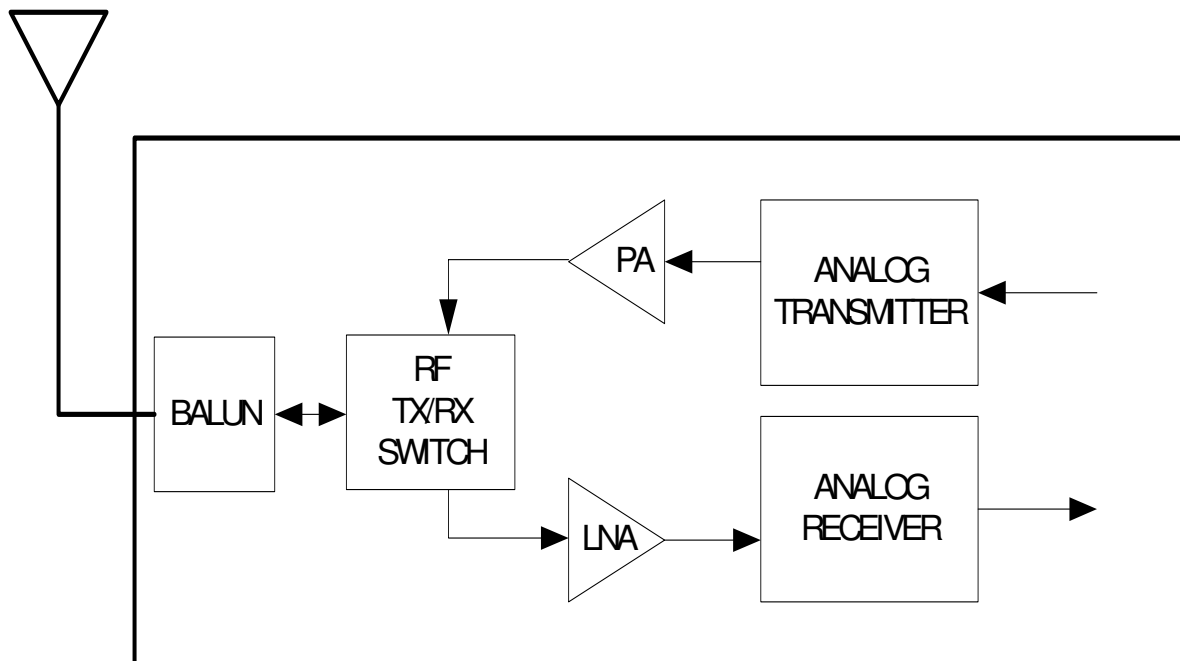 PA
ANALOG
TRANSMITTER
BALUN
RF
TX/RX
SWITCH
LNA
ANALOG
RECEIVER